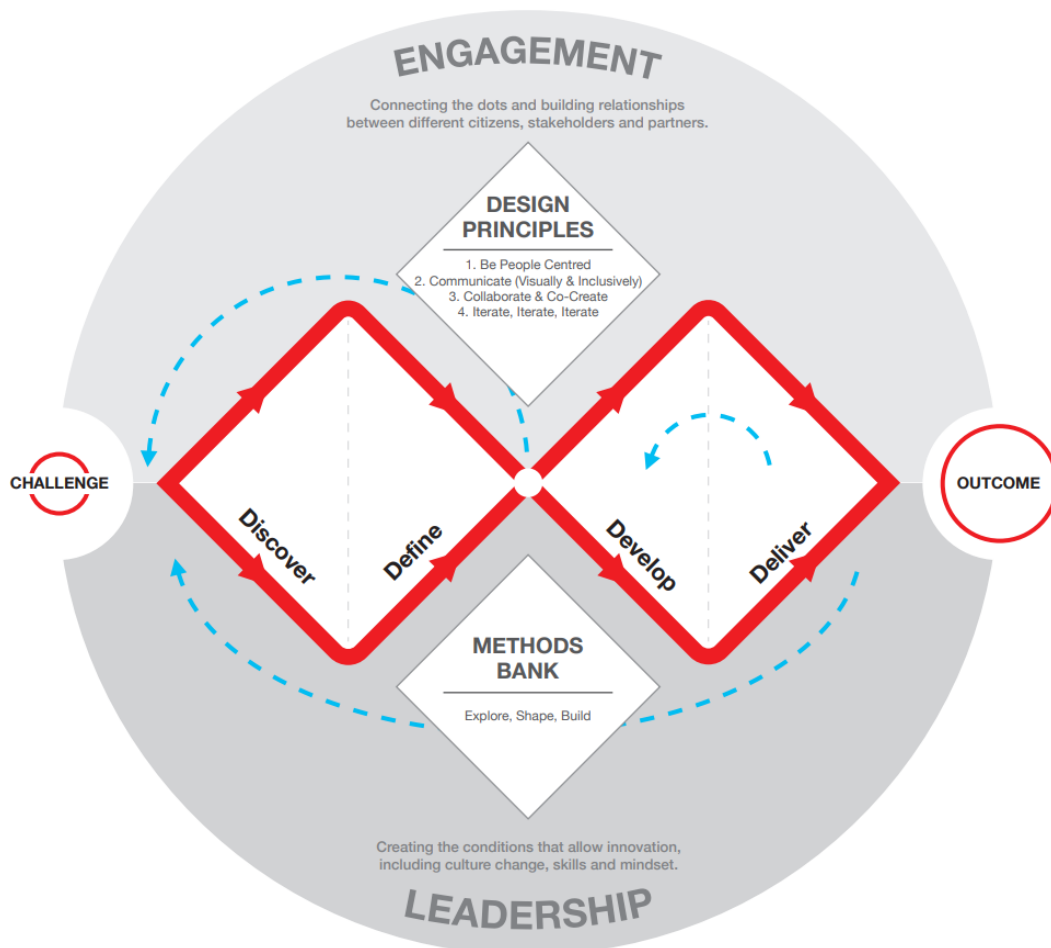 ENGAGEMENT
Connecting the dots and building relationships
between different citizens, stakeholders and partners.
DESIGN
PRINCIPLES
1. Be People Centred
2. Communicate (Visually & Inclusively)
3. Collaborate & Co-Create
4. Iterate, Iterate, Iterate
CHALLENGE
OUTCOME
Discover
Define
Develop
Deliver
METHODS
BANK
Explore, Shape, Build
Creating the conditions that allow innovation,
including culture change, skills and mindset.
LEADERSHIP